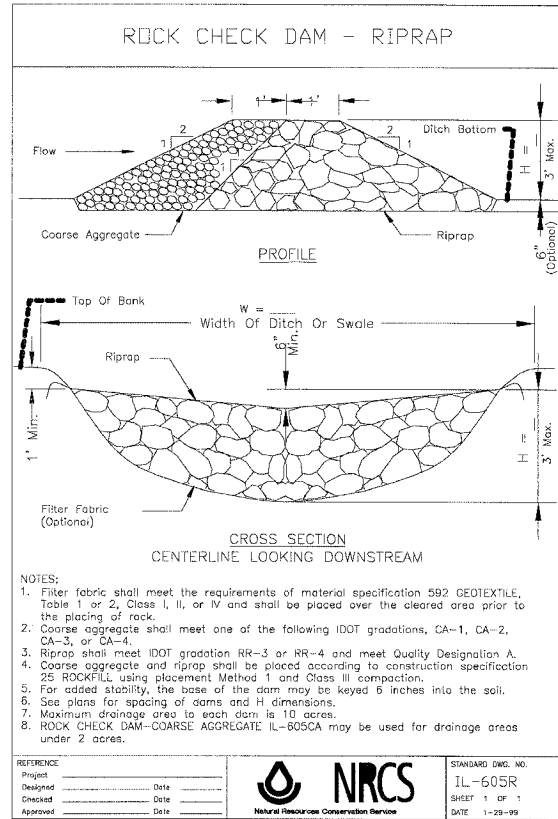 ROCK CHECK DAM - RIPRAP
1' 1'
2 2
1 1
Flow
Ditch Bottom
H =
3' Max.
1
Coarse Aggregate
Riprap
6"
(Optional)
PROFILE
Top Of Bank
W =
Width Of Ditch Or Swale
6"
Min.
Riprap
1' Min.
H =
3' Max.
Filter Fabric
(Optional)
CROSS SECTION
CENTERLINE LOOKING DOWNSTREAM
NOTES:
1. Filter fabric shall meet the requirements of material specification 592 GEOTEXTILE,
Table 1 or 2, Class I, II, or IV and shall be placed over the cleared area prior to
the placing of rock.
2. Coarse aggregate shall meet one of the following IDOT gradations, CA-1, CA-2,
CA-3, or CA-4.
3. Riprap shall meet IDOT gradation RR-3 or RR-4 and meet Quality Designation A.
4. Coarse aggregate and riprap shall be placed according to construction specification
25 ROCKFILL using placement Method 1 and Class III compaction.
5. For added stability, the base of the dam may be keyed 6 inches into the soil.
6. See plans for spacing of dams and H dimensions.
7. Maximum drainage area to each dam is 10 acres.
8. ROCK CHECK DAM-COARSE AGGREGATE IL-605CA may be used for drainage areas
under 2 acres.
REFERENCE
Project
Designed Date
Checked Date
Approved Date
NRCS
Natural Resources Conservation Service
STANDARD DWG. NO.
IL-605R
SHEET 1 OF 1
DATE 1-29-99